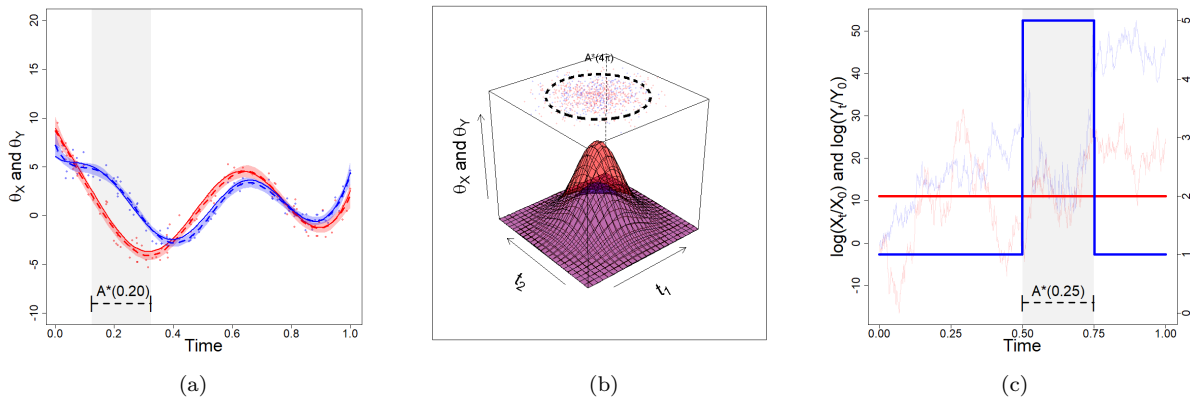 θX and θY
20
15
10
5
0
-5
-10
A*(0.20)
0.0 0.2 0.4 0.6 0.8 1.0
Time
(a)
A*(4π)
θX and θY
t2
t1
(b)
log(Xt/X0) and log(Yt/Y0)
50
40
30
20
10
0
-10
5
4
3
2
1
0
A*(0.25)
0.00 0.25 0.50 0.75 1.00
Time
(c)